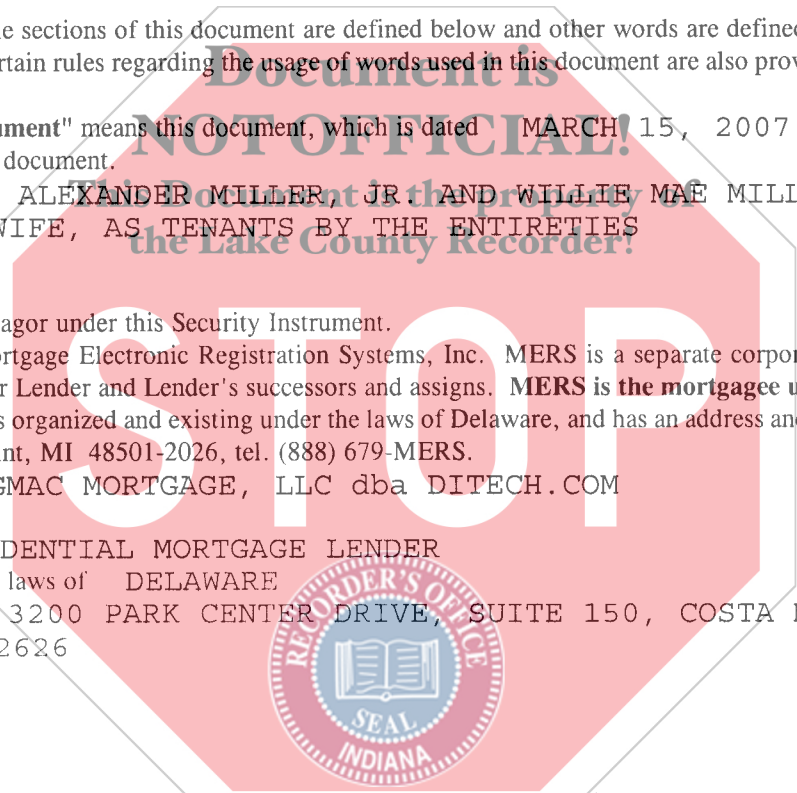 e sections of this document are defined below and other words are define
rtain rules regarding the usage of words used in this document are also prov
Document is
ument" means this document, which is dated MARCH 15, 2007
NOT OFFICIAL!
document.
ALEXANDER MILLER, JR. AND WILLIE MAE MILL
This Document is the property of
WIFE, AS TENANTS BY THE ENTIRETIES
the Lake County Recorder!
agor under this Security Instrument.
ortgage Electronic Registration Systems, Inc. MERS is a separate corpor
r Lender and Lender's successors and assigns. MERS is the mortgagee u
s organized and existing under the laws of Delaware, and has an address an
nt, MI 48501-2026, tel. (888) 679-MERS.
STOP
GMAC MORTGAGE, LLC dba DITECH.COM
DENTIAL MORTGAGE LENDER
laws of DELAWARE
3200 PARK CENTER DRIVE, SUITE 150, COSTA
2626
RECORDER'S OFFICE
SEAL
INDIANA